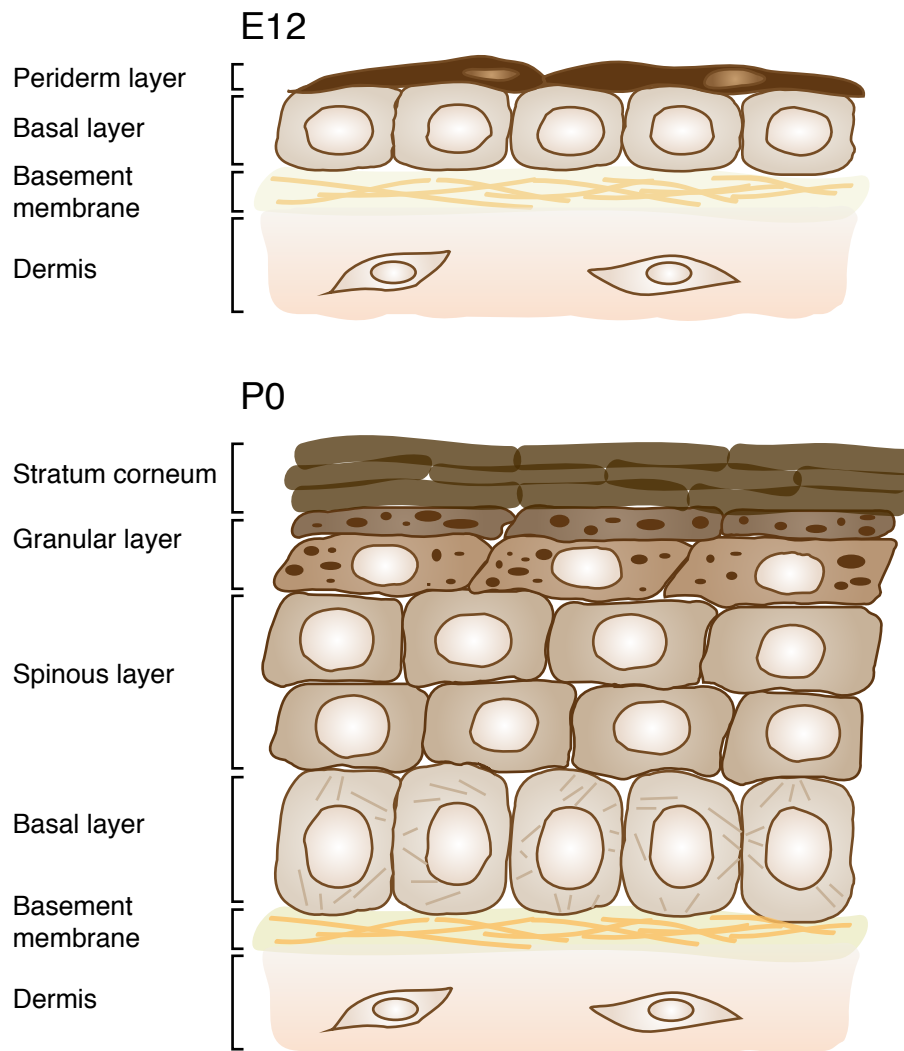 E12
Periderm layer
Basal layer
Basement
membrane
Dermis
P0
Stratum corneum
Granular layer
Spinous layer
Basal layer
Basement
membrane
Dermis